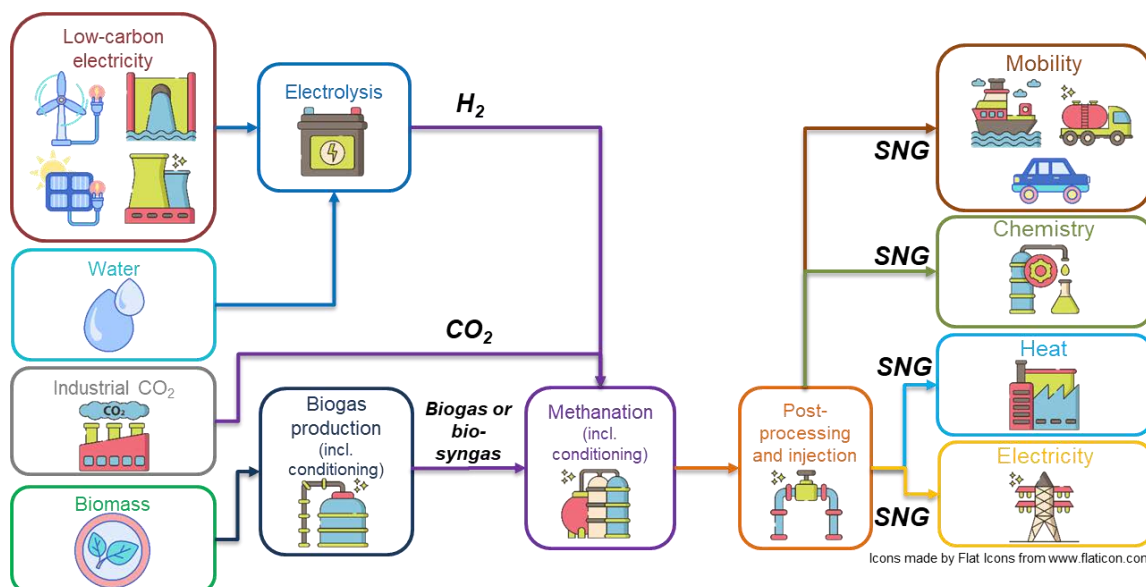 Low-carbon
electricity
Electrolysis
H2
Mobility
SNG
Water
SNG
Chemistry
CO2
Industrial CO2
CO2
Biogas
production
(incl.
conditioning)
Biogas or
bio-
syngas
Methanation
(incl.
conditioning)
Post-
processing
and injection
SNG
Heat
SNG
Electricity
Biomass
Icons made by Flat Icons from www.flaticon.com